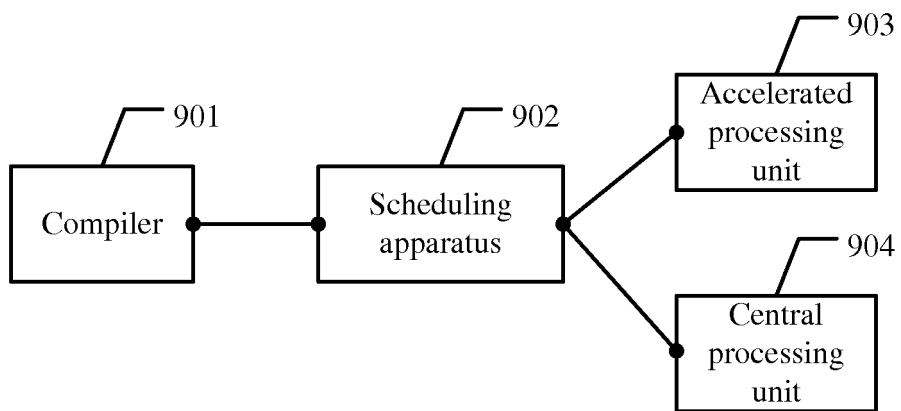 901
Compiler
902
Scheduling
apparatus
903
Accelerated
processing
unit
904
Central
processing
unit